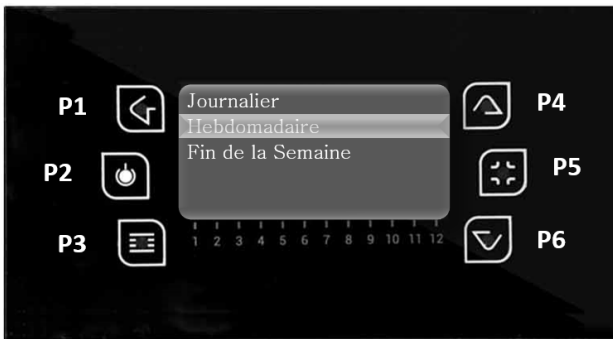 P1
P2
P3
Journalier
Hebdomadaire
Fin de la Semaine
1 2 3 4 5 6 7 8 9 10 11 12
P4
P5
P6